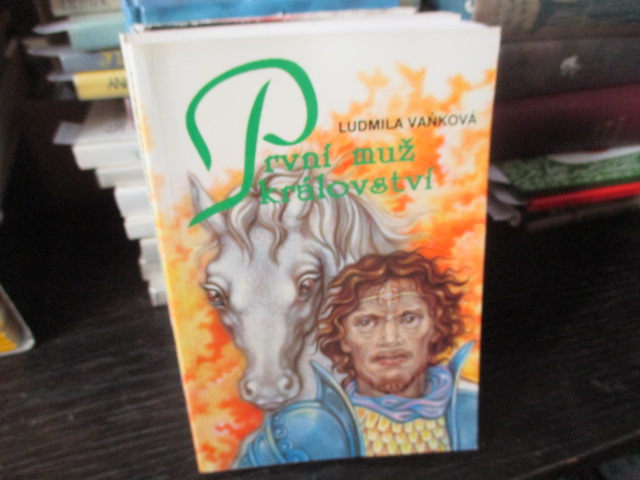 LUDMILA VAŇKOVÁ
První muž
království